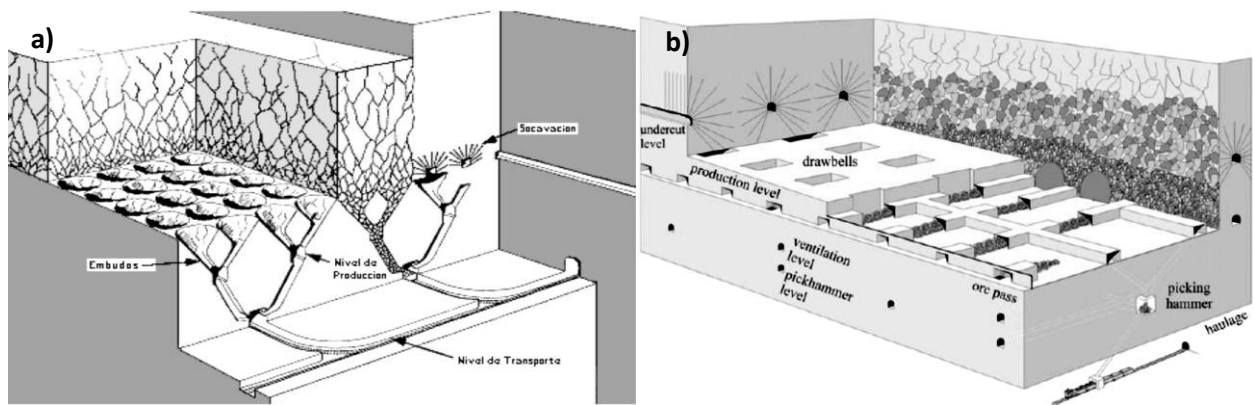 a)
Socavacion
Embudos
Nivel de
Produccion
Nivel de Transporte
b)
undercut
level
drawbells
production level
ventilation
level
pickhammer
level
ore pass
picking
hammer
haulage